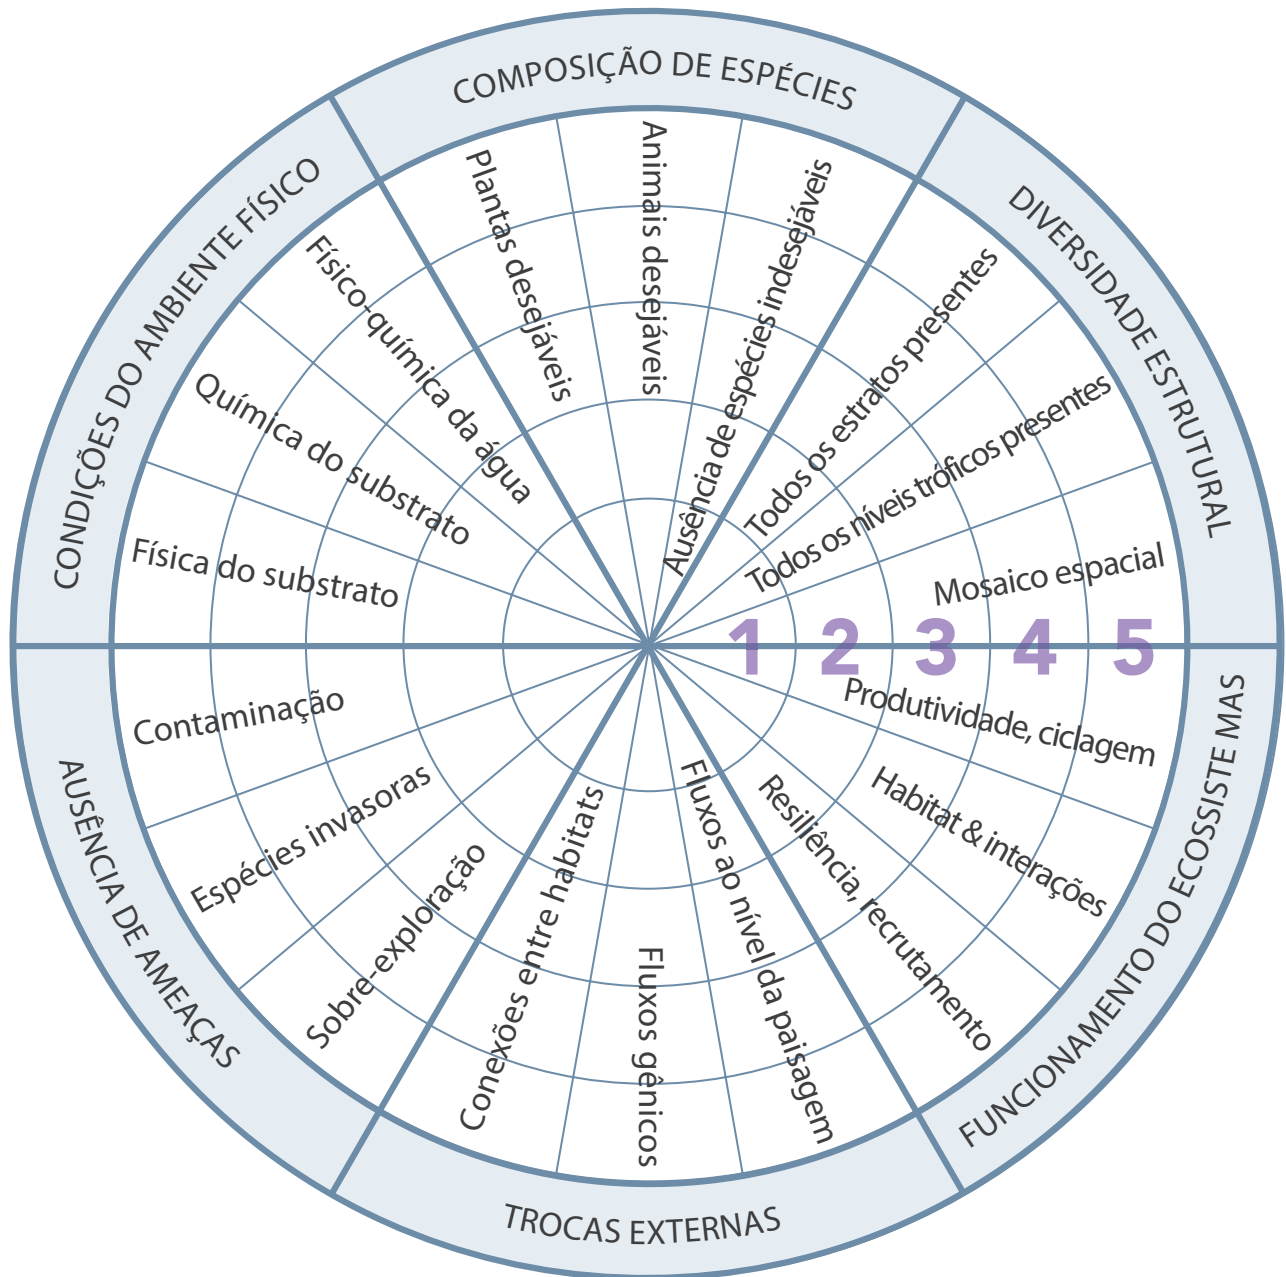 COMPOSIÇÃO DE ESPÉCIES
Plantas desejáveis
Animais desejáveis
Ausência de espécies indesejáveis
DIVERSIDADE ESTRUTURAL
Todos os estratos presentes
Todos os níveis tróficos presentes
Mosaico espacial
1 2 3 4 5
FUNCIONAMENTO DO ECOSSISTE MAS
Produtividade, ciclagem
Habitat & interações
Resiliência, recrutamento
TROCAS EXTERNAS
Fluxos ao nível da paisagem
Fluxos gênicos
Conexões entre habitats
AUSÊNCIA DE AMEAÇAS
Sobre-exploração
Espécies invasoras
Contaminação
CONDIÇÕES DO AMBIENTE FÍSICO
Física do substrato
Química do substrato
Físico-química da água